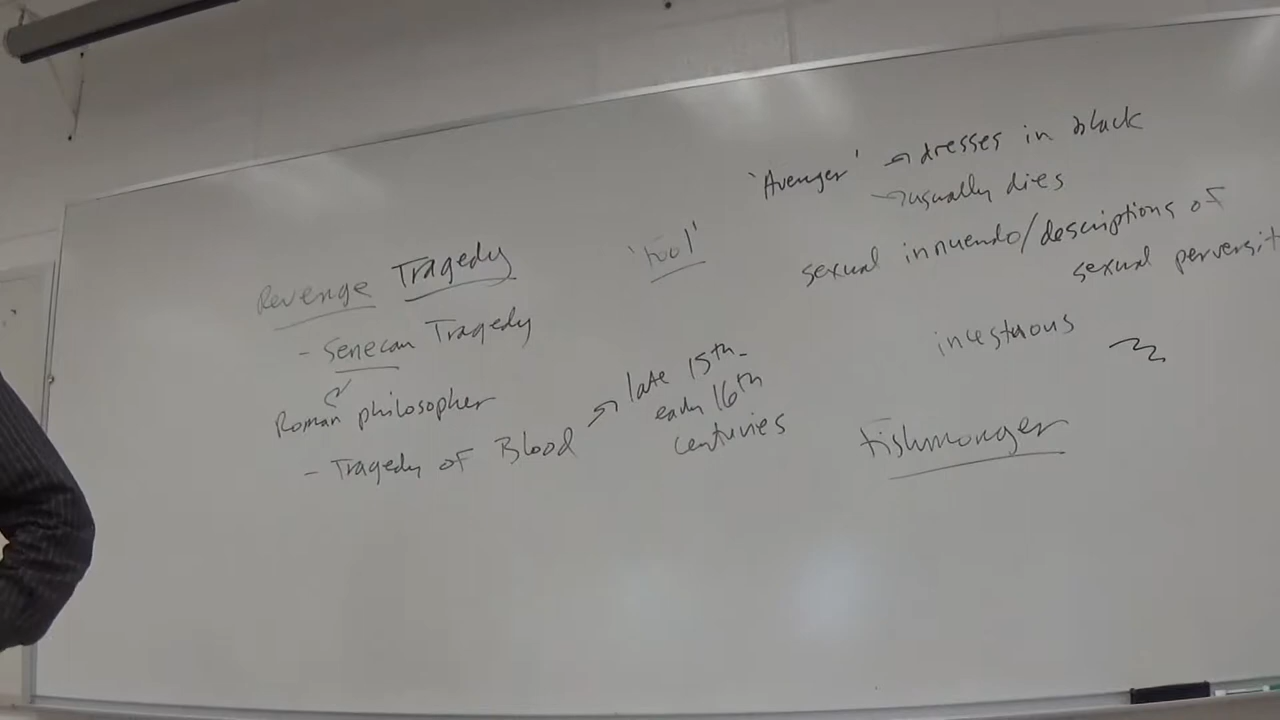 Revenge Tragedy
- Senecan Tragedy
Roman philosopher
- Tragedy of Blood → late 15th-
early 16th
centuries
'fool'
'Avenger' → dresses in black
→ usually dies
sexual innuendo/descriptions of
sexual perversit
incestuous
fishmonger